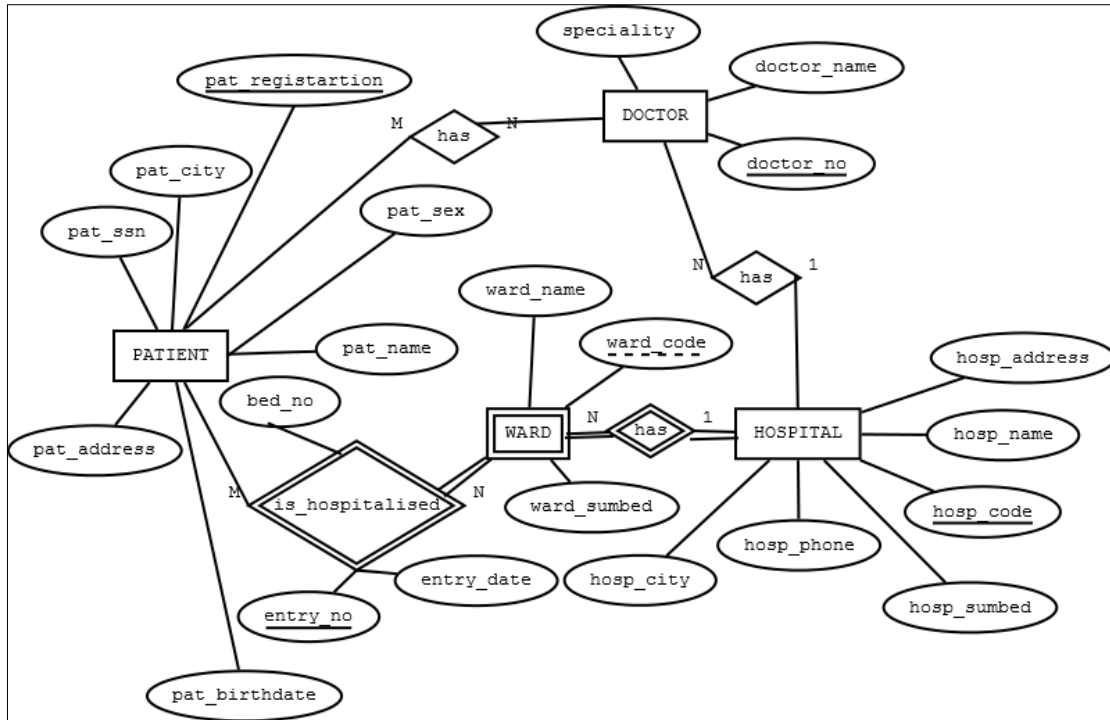 speciality
doctor_name
pat_registartion
DOCTOR
M
has
N
doctor_no
pat_city
pat_sex
pat_ssn
N
has
1
ward_name
ward_code
PATIENT
pat_name
hosp_address
bed_no
N
has
1
WARD
HOSPITAL
hosp_name
pat_address
M
is_hospitalised
N
ward_sumbed
hosp_code
hosp_phone
entry_date
hosp_city
entry_no
hosp_sumbed
pat_birthdate